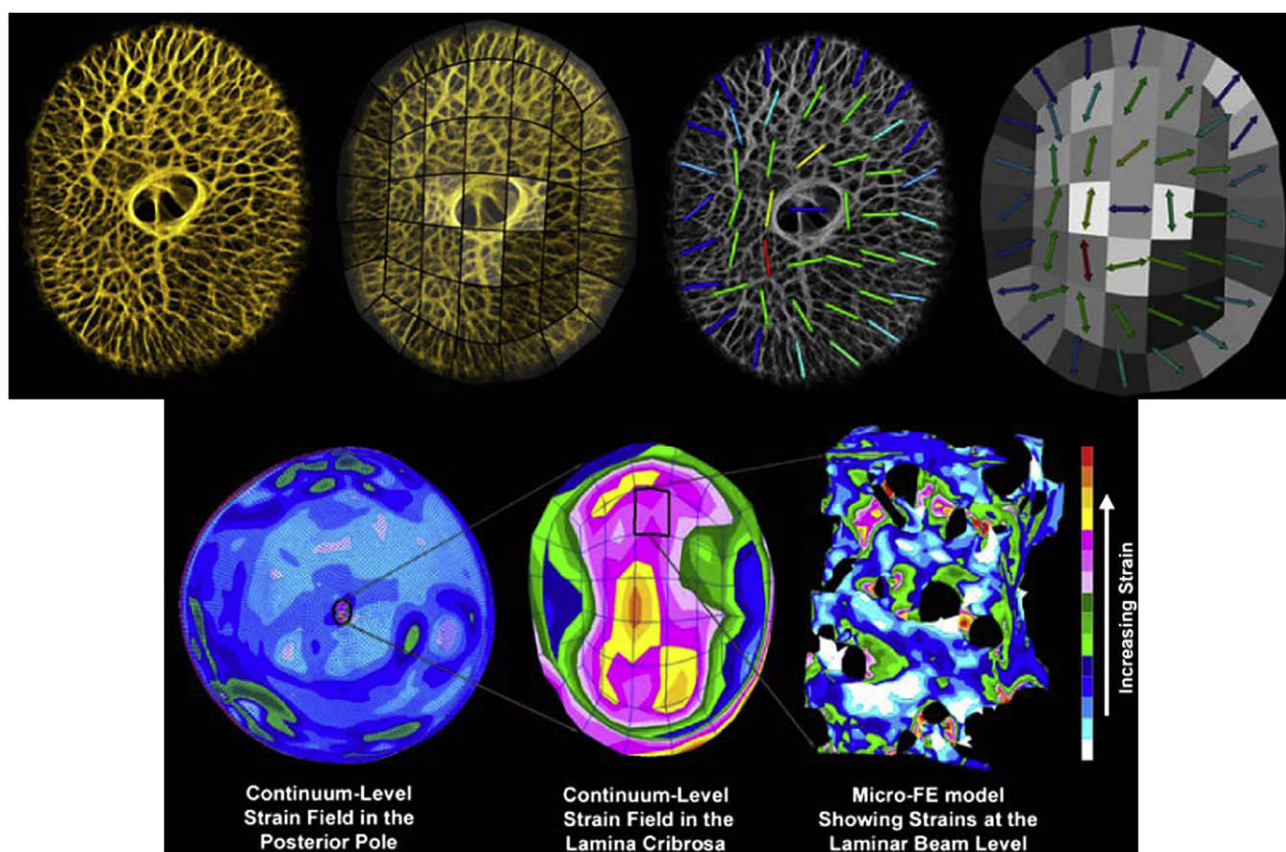 Increasing Strain
Continuum-Level
Strain Field in the
Posterior Pole
Continuum-Level
Strain Field in the
Lamina Cribrosa
Micro-FE model
Showing Strains at the
Laminar Beam Level